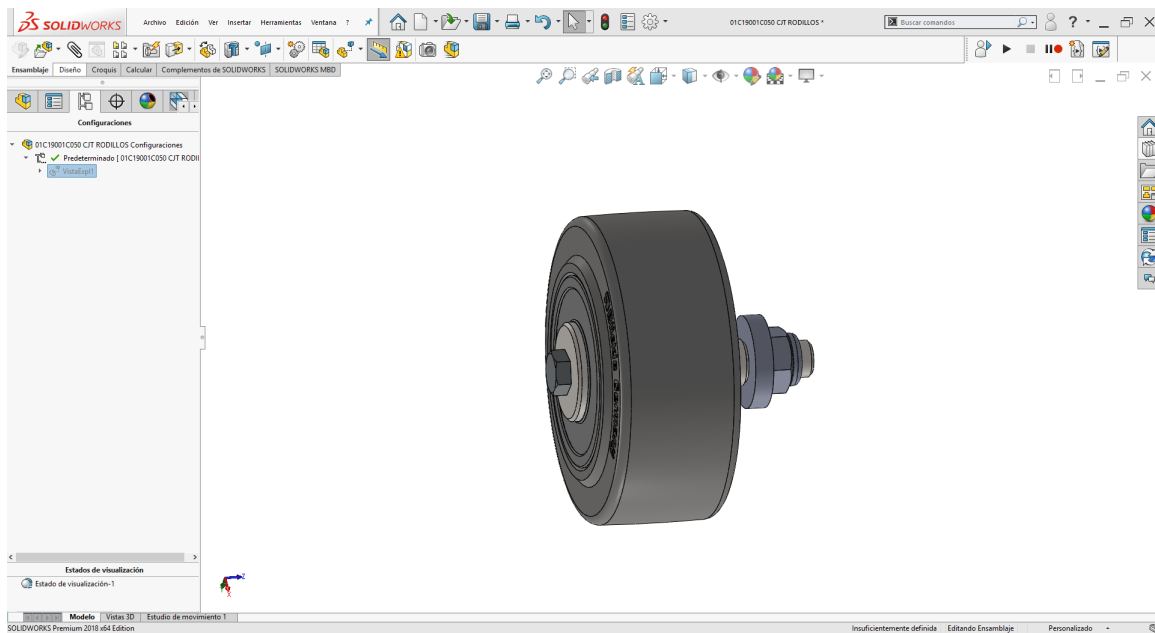 SOLIDWORKS
Archivo Edición Ver Insertar Herramientas Ventana ?
01C19001C050 CJT RODILLOS *
Buscar comandos
?
Ensamblaje Diseño Croquis Calcular Complementos de SOLIDWORKS SOLIDWORKS MBD
Configuraciones
01C19001C050 CJT RODILLOS Configuraciones
Predeterminado [ 01C19001C050 CJT RODII
VistaExpl1
Estados de visualización
Estado de visualización-1
Z
X
Modelo Vistas 3D Estudio de movimiento 1
SOLIDWORKS Premium 2018 x64 Edition
Insuficientemente definida Editando Ensamblaje Personalizado